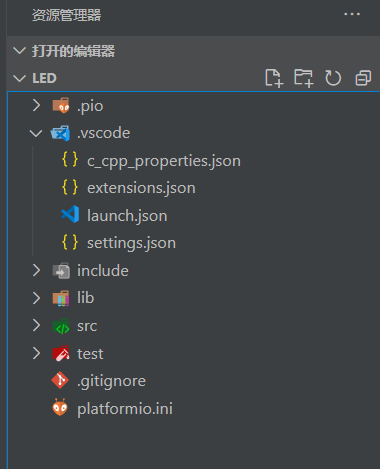 资源管理器
打开的编辑器
LED
.pio
.vscode
c_cpp_properties.json
extensions.json
launch.json
settings.json
include
lib
src
test
.gitignore
platformio.ini